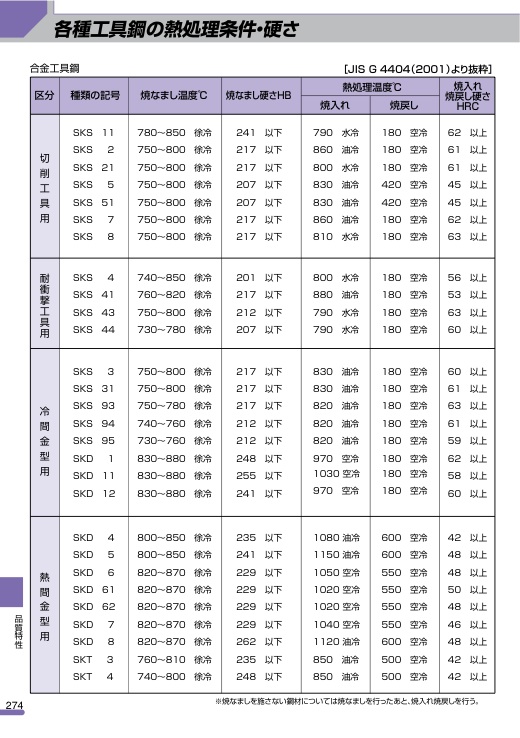 各種工具鋼の熱処理条件・硬さ
合金工具鋼 [JIS G 4404(2001)より抜粋]
区分 種類の記号 焼なまし温度℃ 焼なまし硬さHB 熱処理温度℃ 焼入れ 焼戻し 焼入れ焼戻し硬さHRC
切削工具用
SKS 11 780〜850 徐冷 241 以下 790 水冷 180 空冷 62 以上
SKS 2 750〜800 徐冷 217 以下 860 油冷 180 空冷 61 以上
SKS 21 750〜800 徐冷 217 以下 800 水冷 180 空冷 61 以上
SKS 5 750〜800 徐冷 207 以下 830 油冷 420 空冷 45 以上
SKS 51 750〜800 徐冷 207 以下 830 油冷 420 空冷 45 以上
SKS 7 750〜800 徐冷 217 以下 860 油冷 180 空冷 62 以上
SKS 8 750〜800 徐冷 217 以下 810 水冷 180 空冷 63 以上
耐衝撃工具用
SKS 4 740〜850 徐冷 201 以下 800 水冷 180 空冷 56 以上
SKS 41 760〜820 徐冷 217 以下 880 油冷 180 空冷 53 以上
SKS 43 750〜800 徐冷 212 以下 790 水冷 180 空冷 63 以上
SKS 44 730〜780 徐冷 207 以下 790 水冷 180 空冷 60 以上
冷間金型用
SKS 3 750〜800 徐冷 217 以下 830 油冷 180 空冷 60 以上
SKS 31 750〜800 徐冷 217 以下 830 油冷 180 空冷 61 以上
SKS 93 750〜780 徐冷 217 以下 820 油冷 180 空冷 63 以上
SKS 94 740〜760 徐冷 212 以下 820 油冷 180 空冷 61 以上
SKS 95 730〜760 徐冷 212 以下 820 油冷 180 空冷 59 以上
SKD 1 830〜880 徐冷 248 以下 970 空冷 180 空冷 62 以上
SKD 11 830〜880 徐冷 255 以下 1030 空冷 180 空冷 58 以上
SKD 12 830〜880 徐冷 241 以下 970 空冷 180 空冷 60 以上
熱間金型用
SKD 4 800〜850 徐冷 235 以下 1080 油冷 600 空冷 42 以上
SKD 5 800〜850 徐冷 241 以下 1150 油冷 600 空冷 48 以上
SKD 6 820〜870 徐冷 229 以下 1050 空冷 550 空冷 48 以上
SKD 61 820〜870 徐冷 229 以下 1020 空冷 550 空冷 50 以上
SKD 62 820〜870 徐冷 229 以下 1020 空冷 550 空冷 48 以上
SKD 7 820〜870 徐冷 229 以下 1040 空冷 550 空冷 46 以上
SKD 8 820〜870 徐冷 262 以下 1120 油冷 600 空冷 48 以上
SKT 3 760〜810 徐冷 235 以下 850 油冷 500 空冷 42 以上
SKT 4 740〜800 徐冷 248 以下 850 油冷 500 空冷 42 以上
※焼なましを施さない鋼材については焼なましを行ったあと、焼入れ焼戻しを行う。
品質特性
274